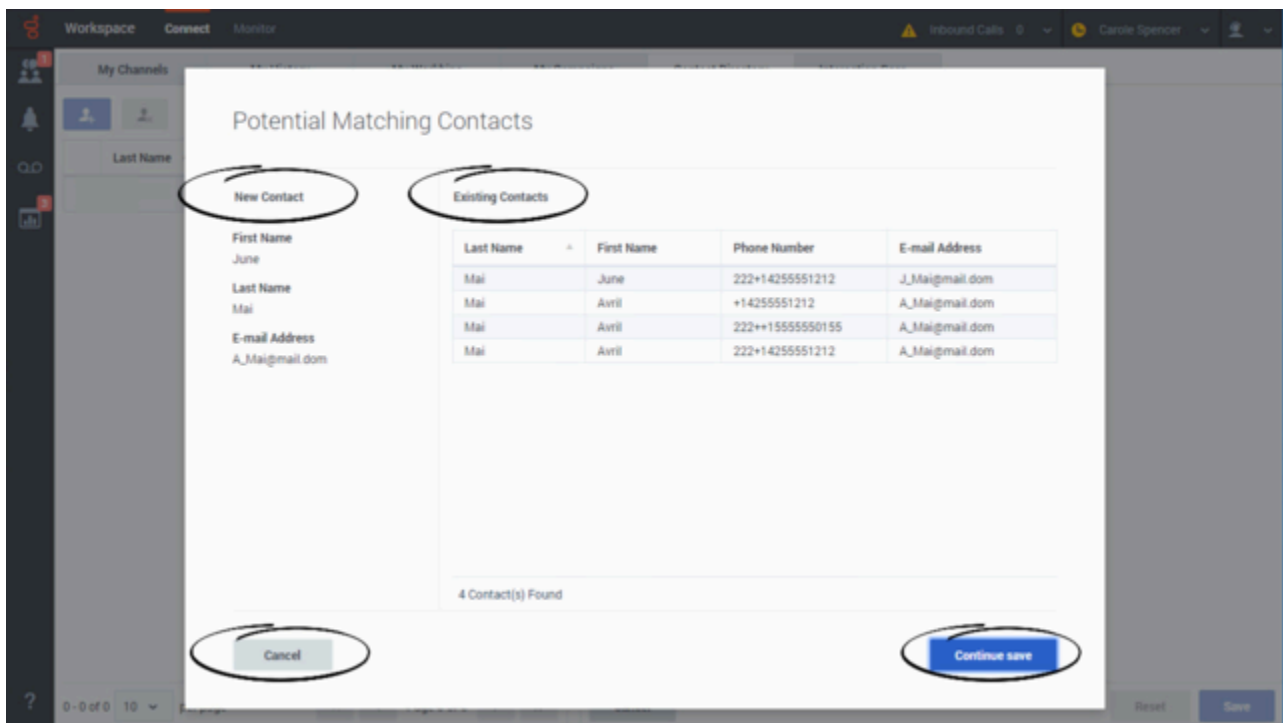 Workspace Connect Monitor Inbound Calls 0 Carole Spencer
1
My Channels
Last Name
3
Potential Matching Contacts
New Contact
First Name
June
Last Name
Mai
E-mail Address
A_Mai@mail.dom
Existing Contacts
Last Name First Name Phone Number E-mail Address
Mai June 222+14255551212 J_Mai@mail.dom
Mai Avril +14255551212 A_Mai@mail.dom
Mai Avril 222++15555550155 A_Mai@mail.dom
Mai Avril 222+14255551212 A_Mai@mail.dom
4 Contact(s) Found
Cancel Continue save
? 0 - 0 of 0 10 Reset Save